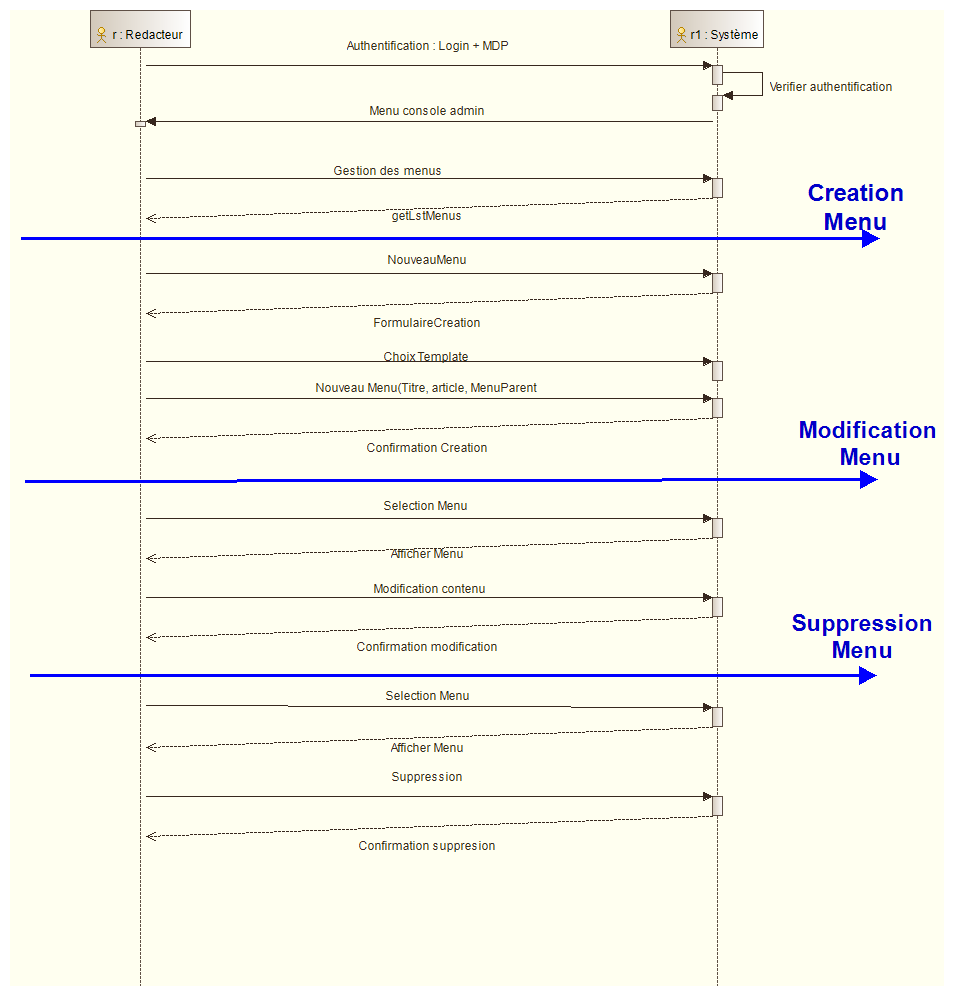 r : Redacteur
r1 : Système
Authentification : Login + MDP
Verifier authentification
Menu console admin
Gestion des menus
Creation
Menu
getLstMenus
NouveauMenu
FormulaireCreation
Choix Template
Nouveau Menu(Titre, article, MenuParent
Confirmation Creation
Modification
Menu
Selection Menu
Afficher Menu
Modification contenu
Confirmation modification
Suppression
Menu
Selection Menu
Afficher Menu
Suppression
Confirmation suppresion